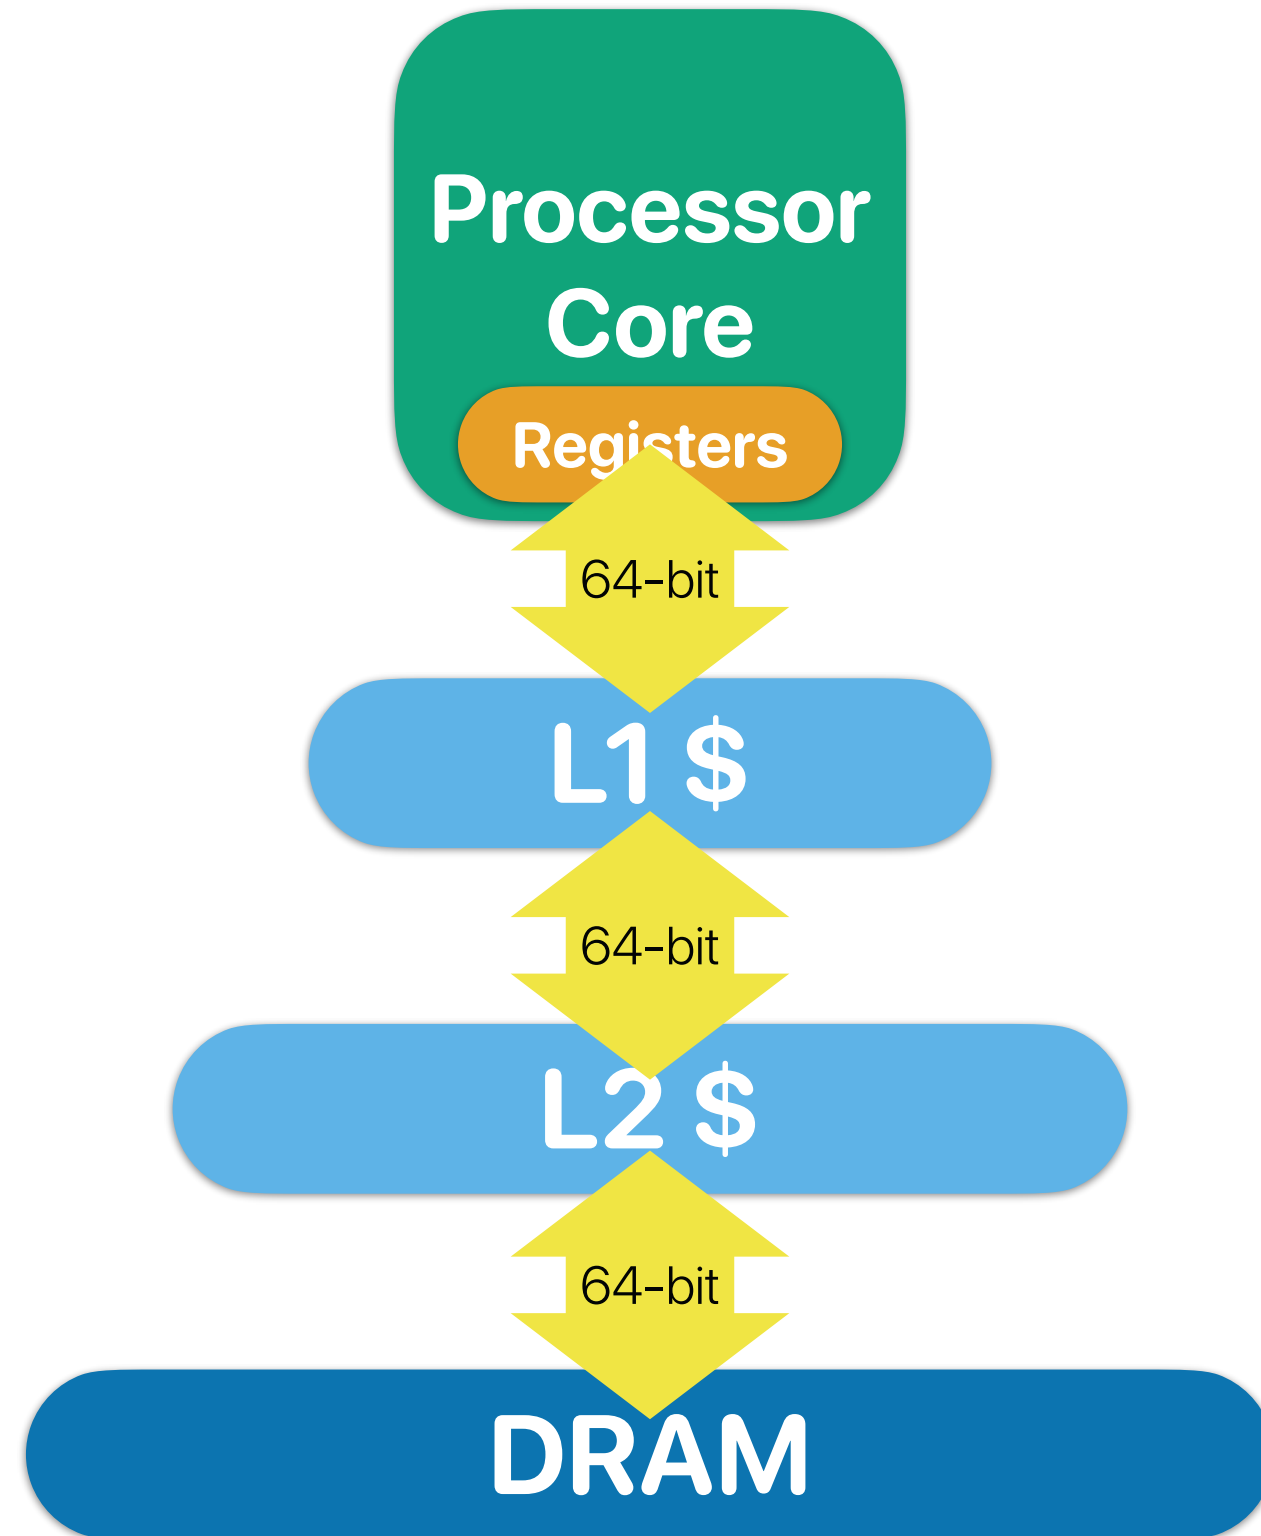 Processor
Core
Registers
64-bit
L1 $
64-bit
L2 $
64-bit
DRAM